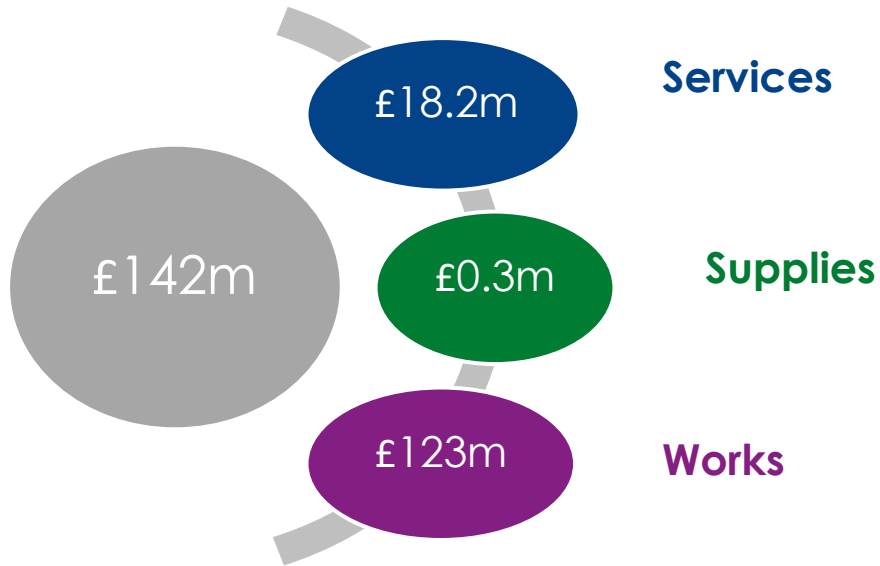 £142m
£18.2m
Services
£0.3m
Supplies
£123m
Works